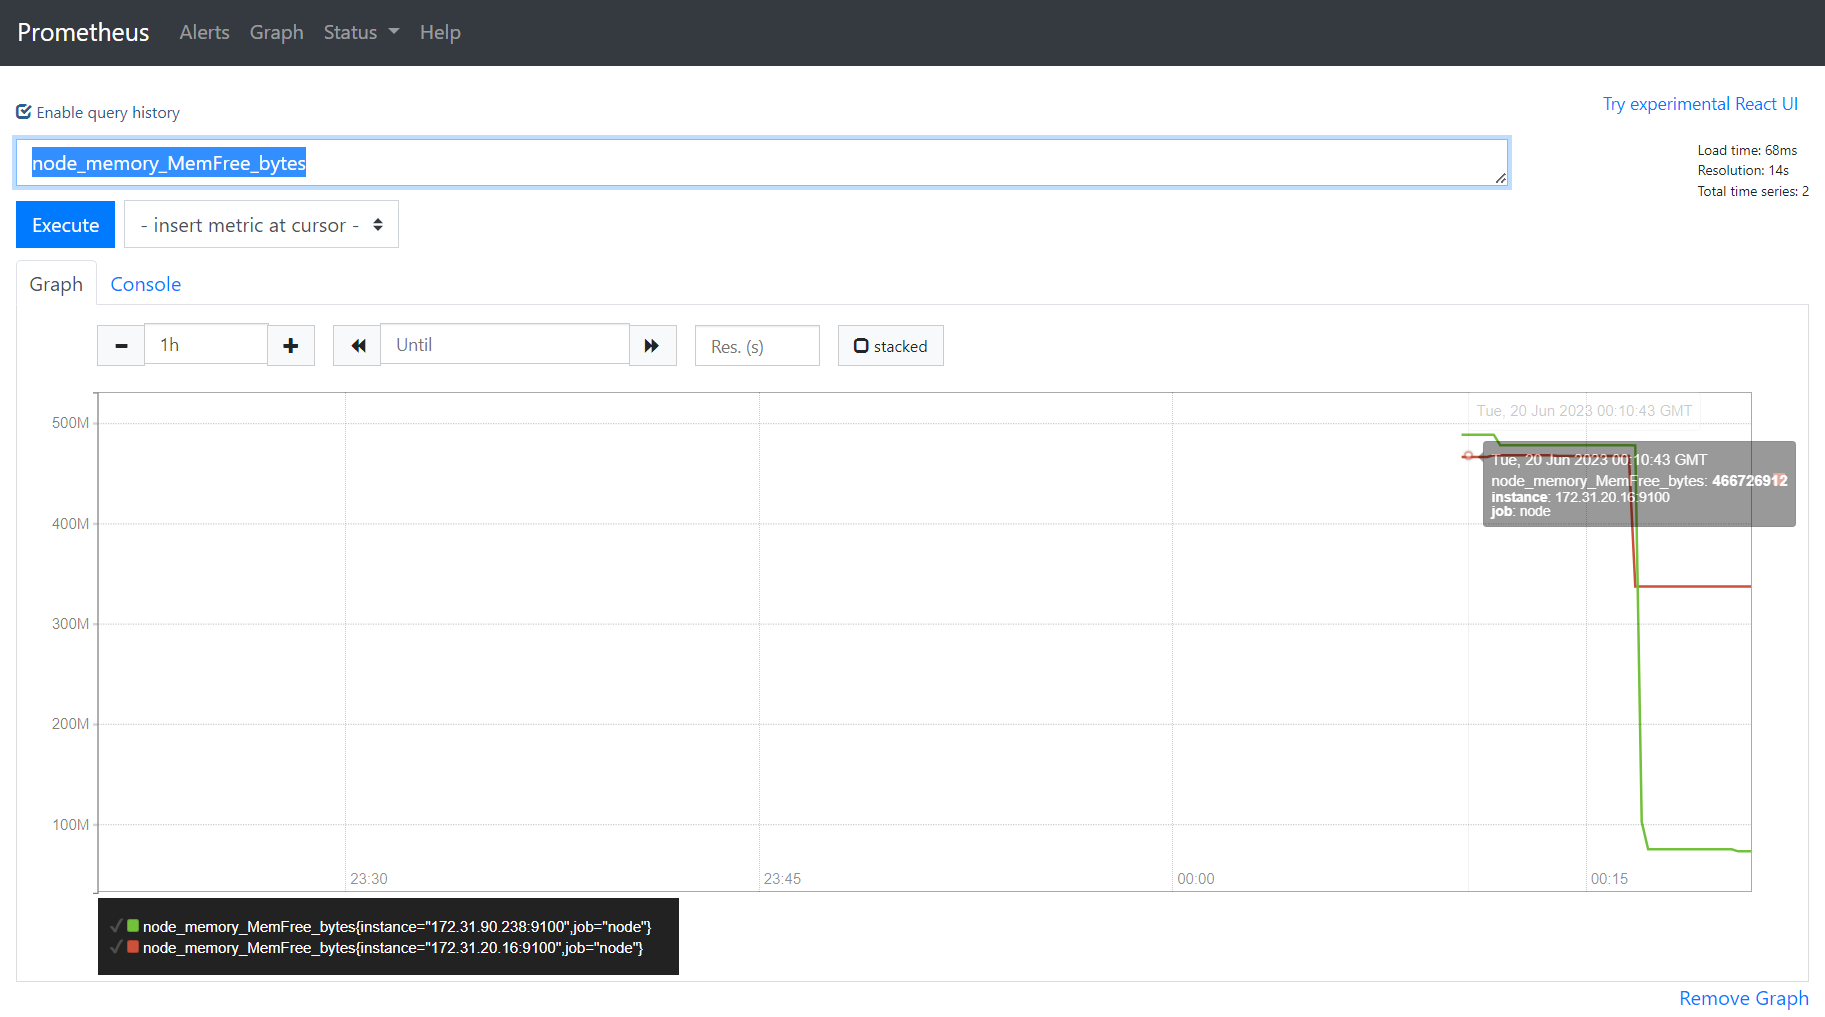 Prometheus Alerts Graph Status Help
Enable query history
Try experimental React UI
node_memory_MemFree_bytes
Load time: 68ms
Resolution: 14s
Total time series: 2
Execute - insert metric at cursor -
Graph Console
1h Until Res. (s) stacked
500M
400M
300M
200M
100M
Tue, 20 Jun 2023 00:10:43 GMT
Tue, 20 Jun 2023 00:10:43 GMT
node_memory_MemFree_bytes: 466726912
instance: 172.31.20.16:9100
job: node
23:30 23:45 00:00 00:15
node_memory_MemFree_bytes{instance="172.31.90.238:9100",job="node"}
node_memory_MemFree_bytes{instance="172.31.20.16:9100",job="node"}
Remove Graph